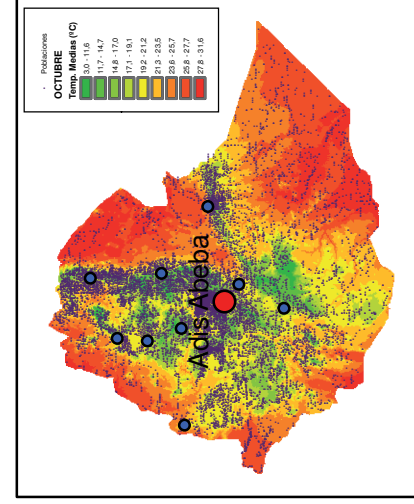 Poblaciones
OCTUBRE
Temp. Medias (ºC)
3,0 - 11,6
11,7 - 14,7
14,8 - 17,0
17,1 - 19,1
19,2 - 21,2
21,3 - 23,5
23,6 - 25,7
25,8 - 27,7
27,8 - 31,6
Adis Abeba